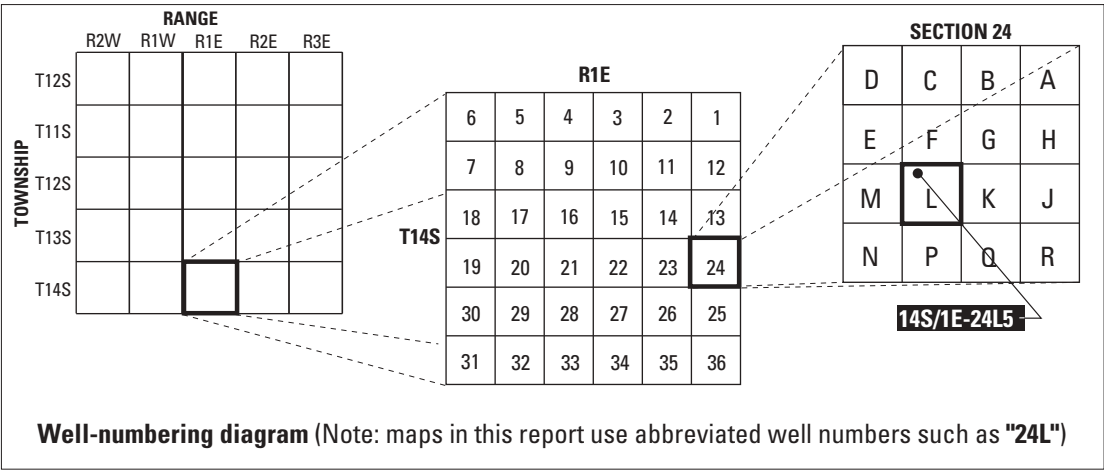 RANGE
R2W R1W R1E R2E R3E
TOWNSHIP
T12S
T11S
T12S
T13S
T14S
R1E
T14S
6 5 4 3 2 1
7 8 9 10 11 12
18 17 16 15 14 13
19 20 21 22 23 24
30 29 28 27 26 25
31 32 33 34 35 36
SECTION 24
D C B A
E F G H
M L K J
N P Q R
14S/1E-24L5
Well-numbering diagram (Note: maps in this report use abbreviated well numbers such as "24L")